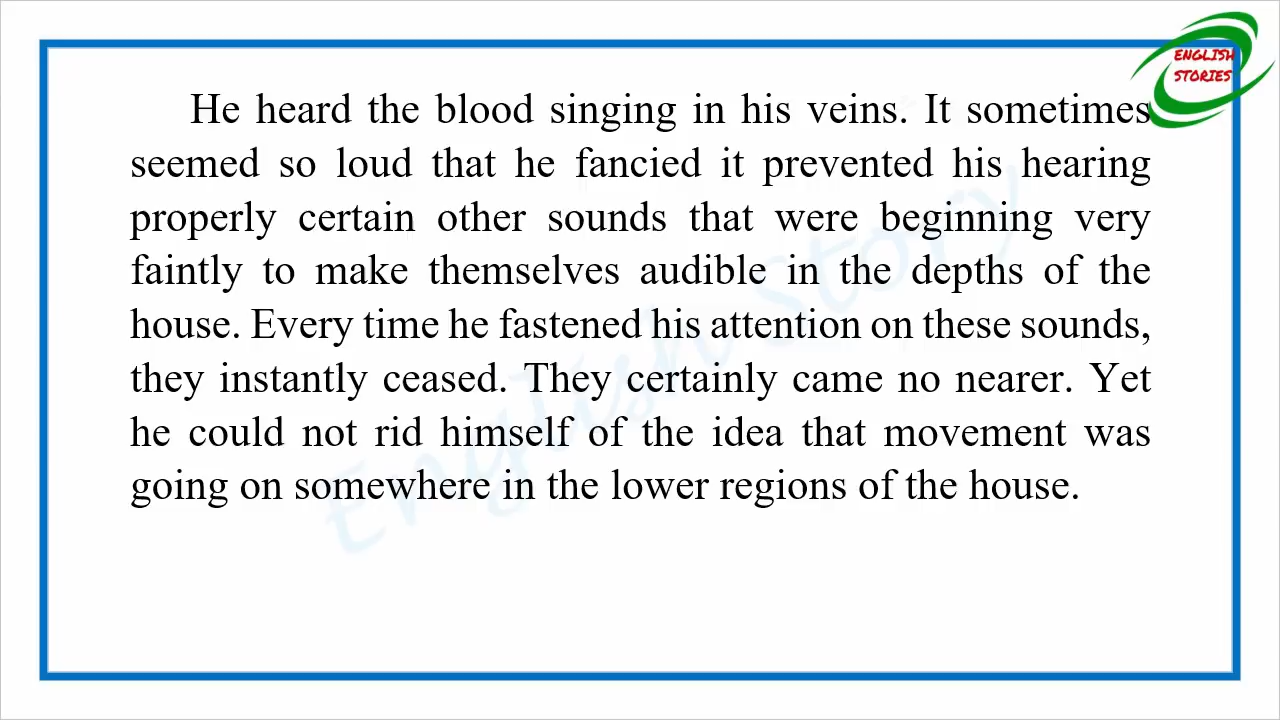 ENGLISH
STORIES
He heard the blood singing in his veins. It sometimes
seemed so loud that he fancied it prevented his hearing
properly certain other sounds that were beginning very
faintly to make themselves audible in the depths of the
house. Every time he fastened his attention on these sounds,
they instantly ceased. They certainly came no nearer. Yet
he could not rid himself of the idea that movement was
going on somewhere in the lower regions of the house.
English Story